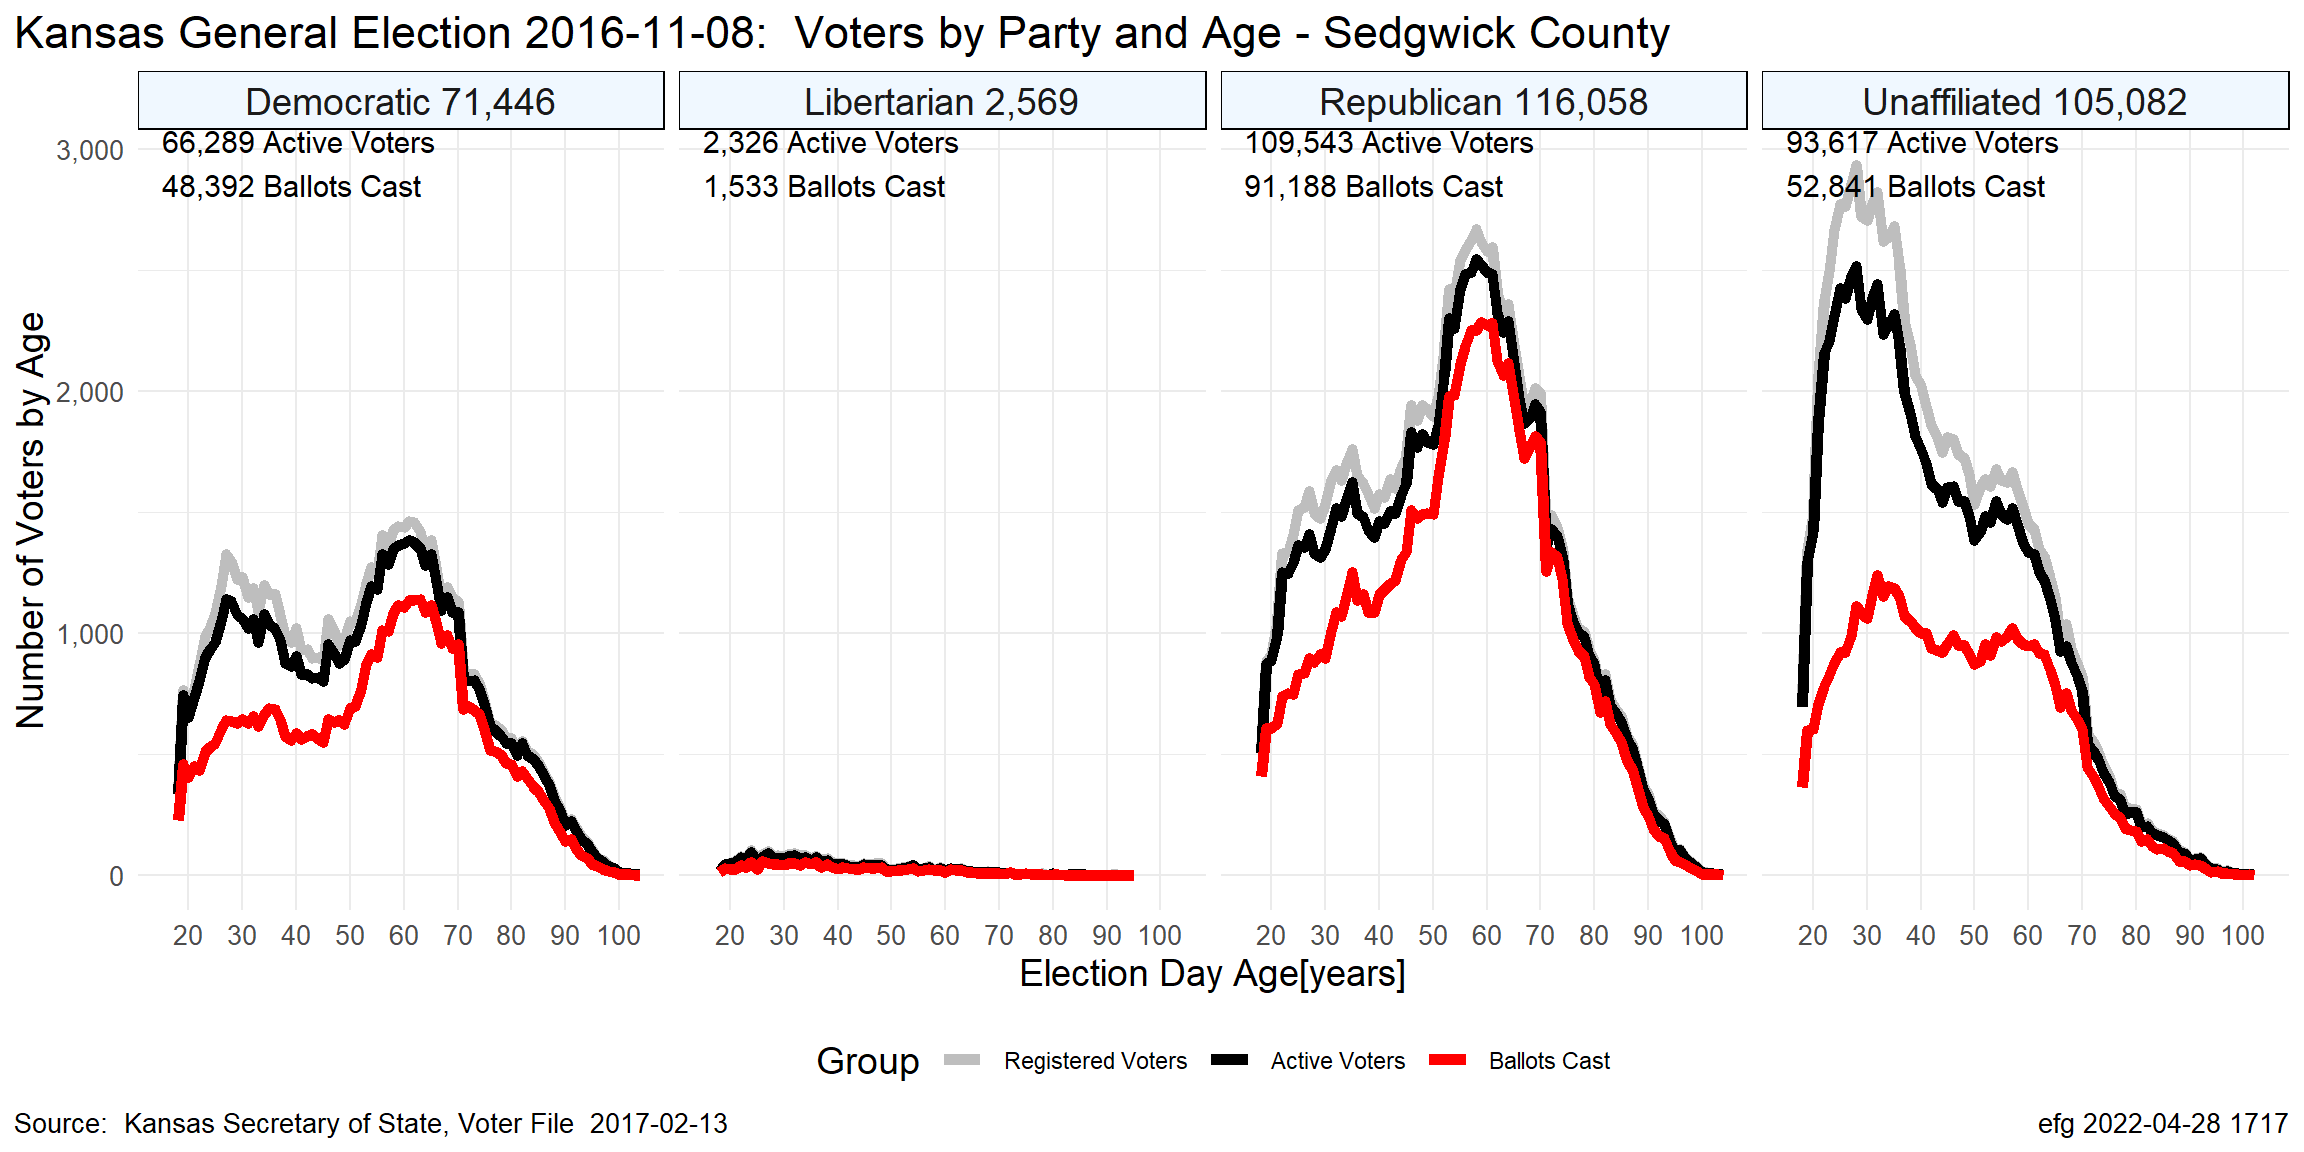 Kansas General Election 2016-11-08:  Voters by Party and Age - Sedgwick County
Democratic 71,446
Libertarian 2,569
Republican 116,058
Unaffiliated 105,082
66,289 Active Voters
48,392 Ballots Cast
2,326 Active Voters
1,533 Ballots Cast
109,543 Active Voters
91,188 Ballots Cast
93,617 Active Voters
52,841 Ballots Cast
Number of Voters by Age
3,000
2,000
1,000
0
20 30 40 50 60 70 80 90 100
20 30 40 50 60 70 80 90 100
20 30 40 50 60 70 80 90 100
20 30 40 50 60 70 80 90 100
Election Day Age[years]
Group Registered Voters Active Voters Ballots Cast
Source:  Kansas Secretary of State, Voter File  2017-02-13
efg 2022-04-28 1717